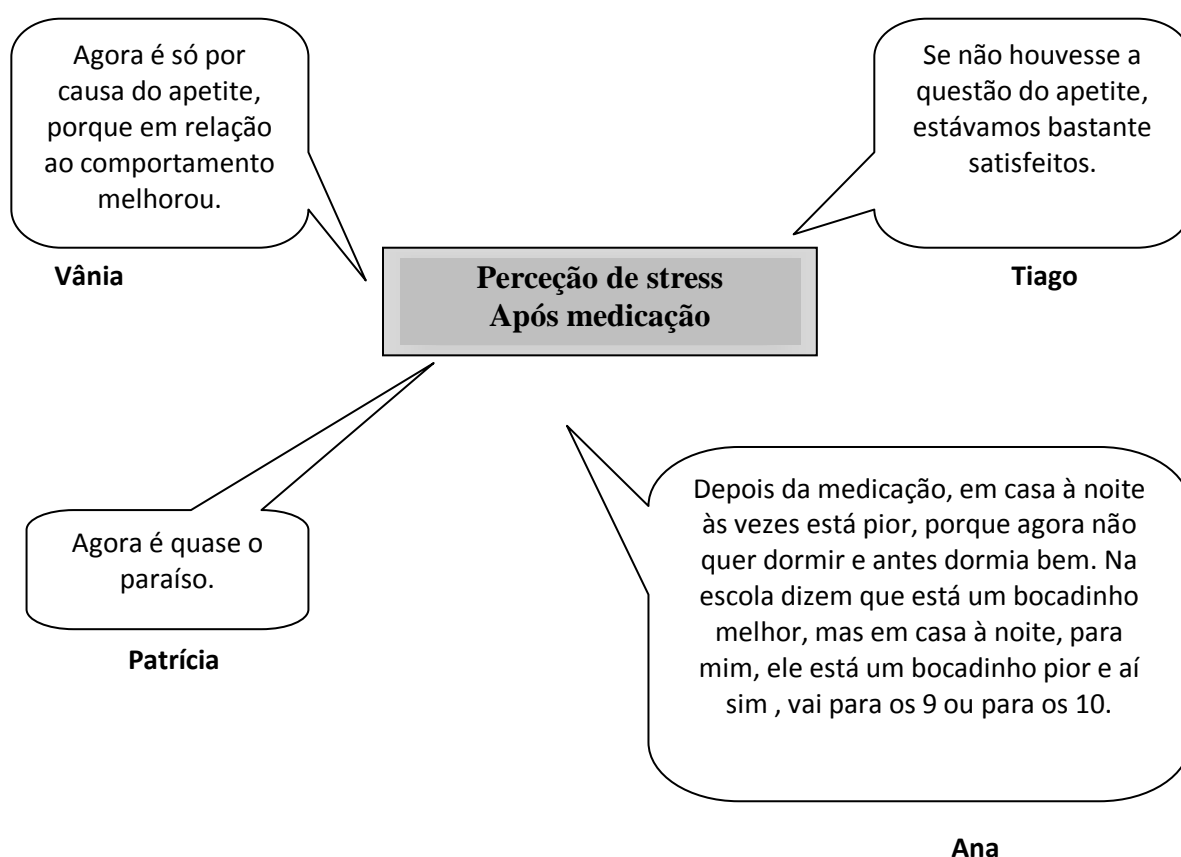 Agora é só por
causa do apetite,
porque em relação
ao comportamento
melhorou.
Vânia
Se não houvesse a
questão do apetite,
estávamos bastante
satisfeitos.
Tiago
Perceção de stress
Após medicação
Agora é quase o
paraíso.
Patrícia
Depois da medicação, em casa à noite
às vezes está pior, porque agora não
quer dormir e antes dormia bem. Na
escola dizem que está um bocadinho
melhor, mas em casa à noite, para
mim, ele está um bocadinho pior e aí
sim , vai para os 9 ou para os 10.
Ana